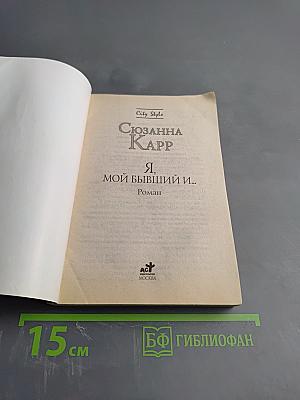 City Style
СЮЗАННА
КАРР
Я,
МОЙ БЫВШИЙ И...
Роман
АСТ
МОСКВА
15 см
БФ ГИБЛИОФАН